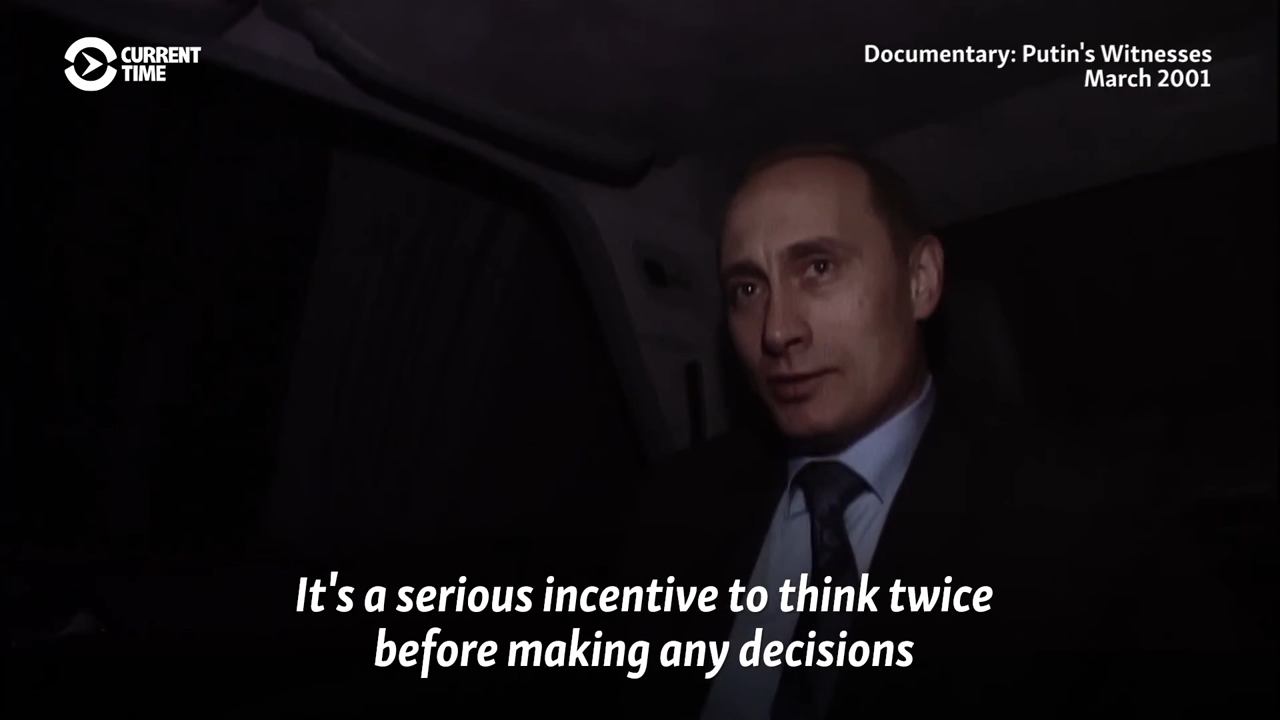 CURRENT
TIME
Documentary: Putin's Witnesses
March 2001
It's a serious incentive to think twice
before making any decisions